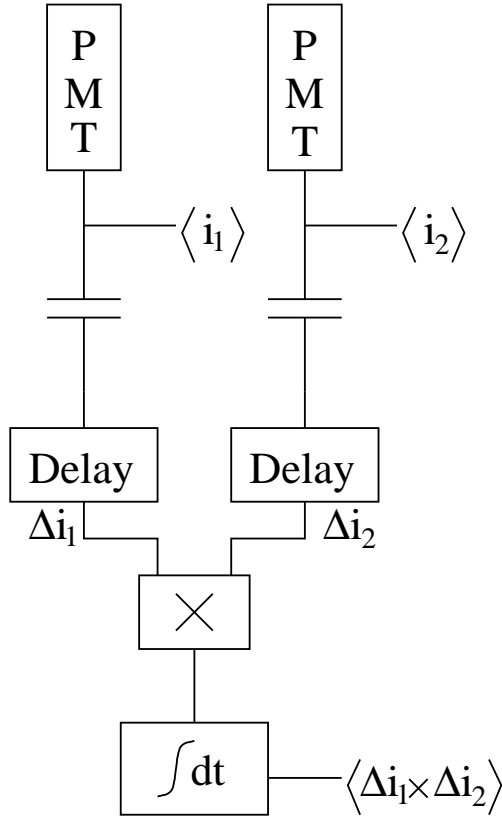 P P
M M
T T
⟨i₁⟩ ⟨i₂⟩
Delay Delay
Δi₁ Δi₂
×
∫dt
⟨Δi₁×Δi₂⟩